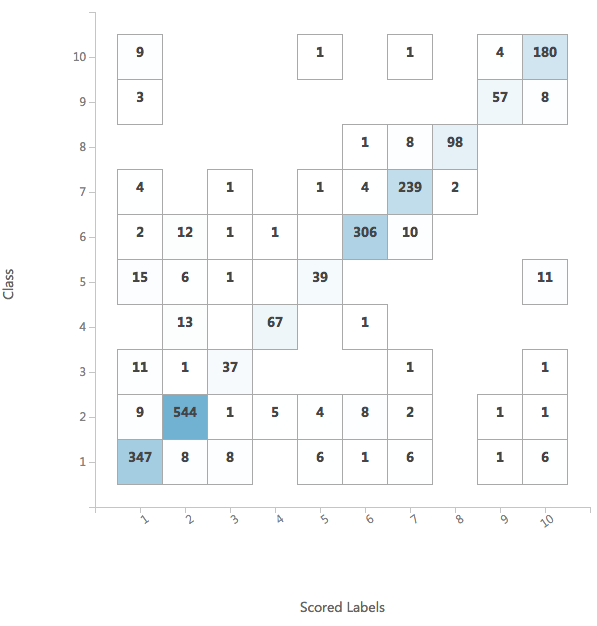 10 9 1 1 4 180
9 3 57 8
8 1 8 98
7 4 1 1 4 239 2
6 2 12 1 1 306 10
5 15 6 1 39 11
4 13 67 1
3 11 1 37 1 1
2 9 544 1 5 4 8 2 1 1
1 347 8 8 6 1 6 1 6
Class
1 2 3 4 5 6 7 8 9 10
Scored Labels